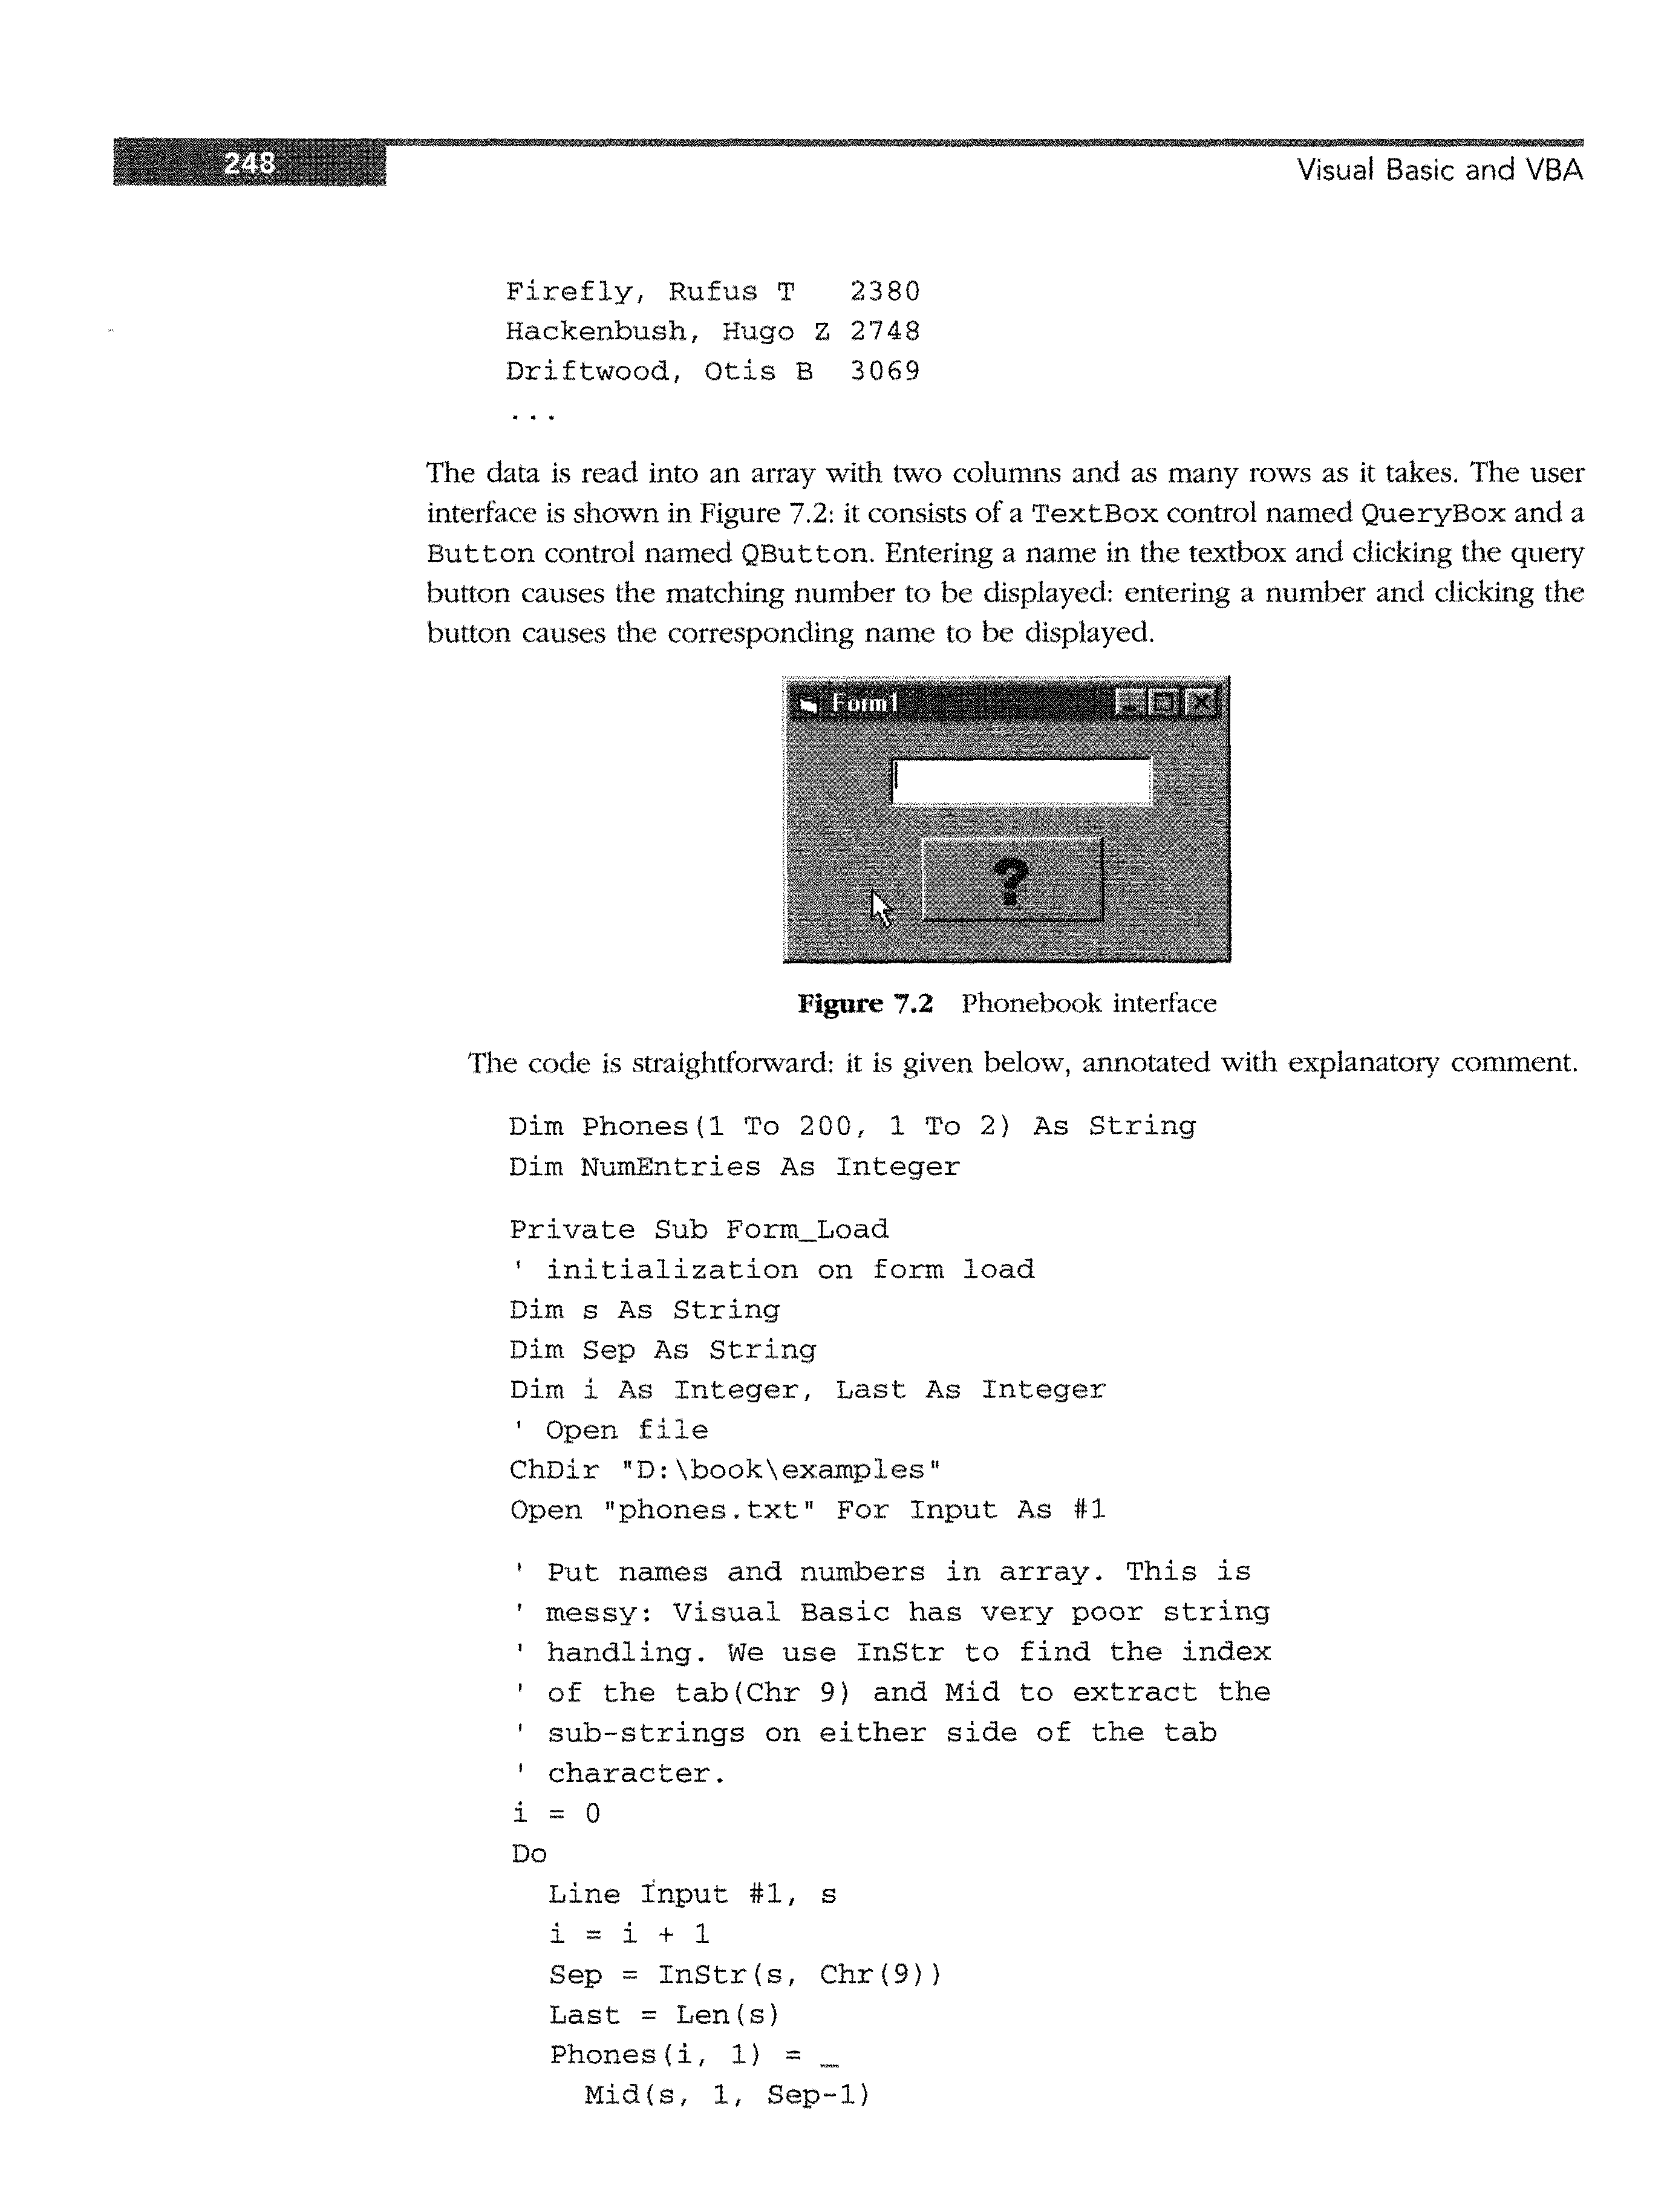 248
Visual Basic and VBA
Firefly, Rufus T   2380
Hackenbush, Hugo Z 2748
Driftwood, Otis B  3069
...
The data is read into an array with two columns and as many rows as it takes. The user
interface is shown in Figure 7.2: it consists of a TextBox control named QueryBox and a
Button control named QButton. Entering a name in the textbox and clicking the query
button causes the matching number to be displayed: entering a number and clicking the
button causes the corresponding name to be displayed.
Form1
?
Figure 7.2 Phonebook interface
The code is straightforward: it is given below, annotated with explanatory comment.
Dim Phones(1 To 200, 1 To 2) As String
Dim NumEntries As Integer
Private Sub Form_Load
' initialization on form load
Dim s As String
Dim Sep As String
Dim i As Integer, Last As Integer
' Open file
ChDir "D:\book\examples"
Open "phones.txt" For Input As #1
' Put names and numbers in array. This is
' messy: Visual Basic has very poor string
' handling. We use InStr to find the index
' of the tab(Chr 9) and Mid to extract the
' sub-strings on either side of the tab
' character.
i = 0
Do
  Line Input #1, s
  i = i + 1
  Sep = InStr(s, Chr(9))
  Last = Len(s)
  Phones(i, 1) = _
    Mid(s, 1, Sep-1)